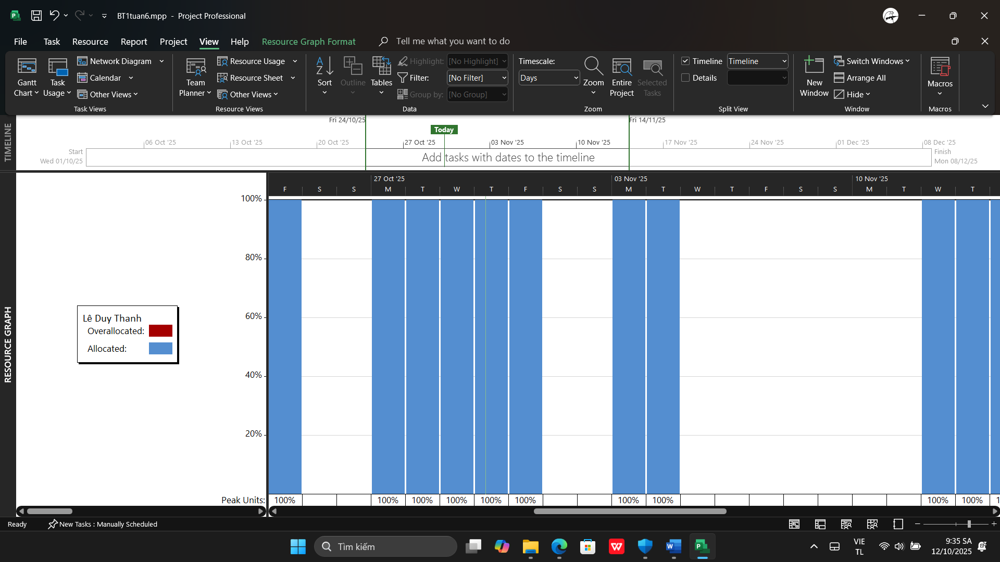 BT1tuan6.mpp - Project Professional
File Task Resource Report Project View Help Resource Graph Format Tell me what you want to do
Gantt Chart
Task Usage
Network Diagram
Calendar
Other Views
Task Views
Team Planner
Resource Usage
Resource Sheet
Other Views
Resource Views
Sort
Outline
Tables
Highlight: [No Highlight]
Filter: [No Filter]
Group by: [No Group]
Data
Timescale:
Days
Zoom
Entire Project
Selected Tasks
Zoom
Timeline Timeline
Details
Split View
New Window
Switch Windows
Arrange All
Hide
Window
Macros
Macros
TIMELINE
Fri 24/10/25 Fri 14/11/25
Today
06 Oct '25 13 Oct '25 20 Oct '25 27 Oct '25 03 Nov '25 10 Nov '25 17 Nov '25 24 Nov '25 01 Dec '25 08 Dec '25
Start
Wed 01/10/25
Add tasks with dates to the timeline
Finish
Mon 08/12/25
RESOURCE GRAPH
27 Oct '25 03 Nov '25 10 Nov '25
F S S M T W T F S S M T W T F S S M T W T
100%
80%
60%
40%
20%
Lê Duy Thanh
Overallocated:
Allocated:
Peak Units: 100% 100% 100% 100% 100% 100% 100% 100% 100% 100% 1
Ready New Tasks : Manually Scheduled
Tìm kiếm
VIE
TL
9:35 SA
12/10/2025